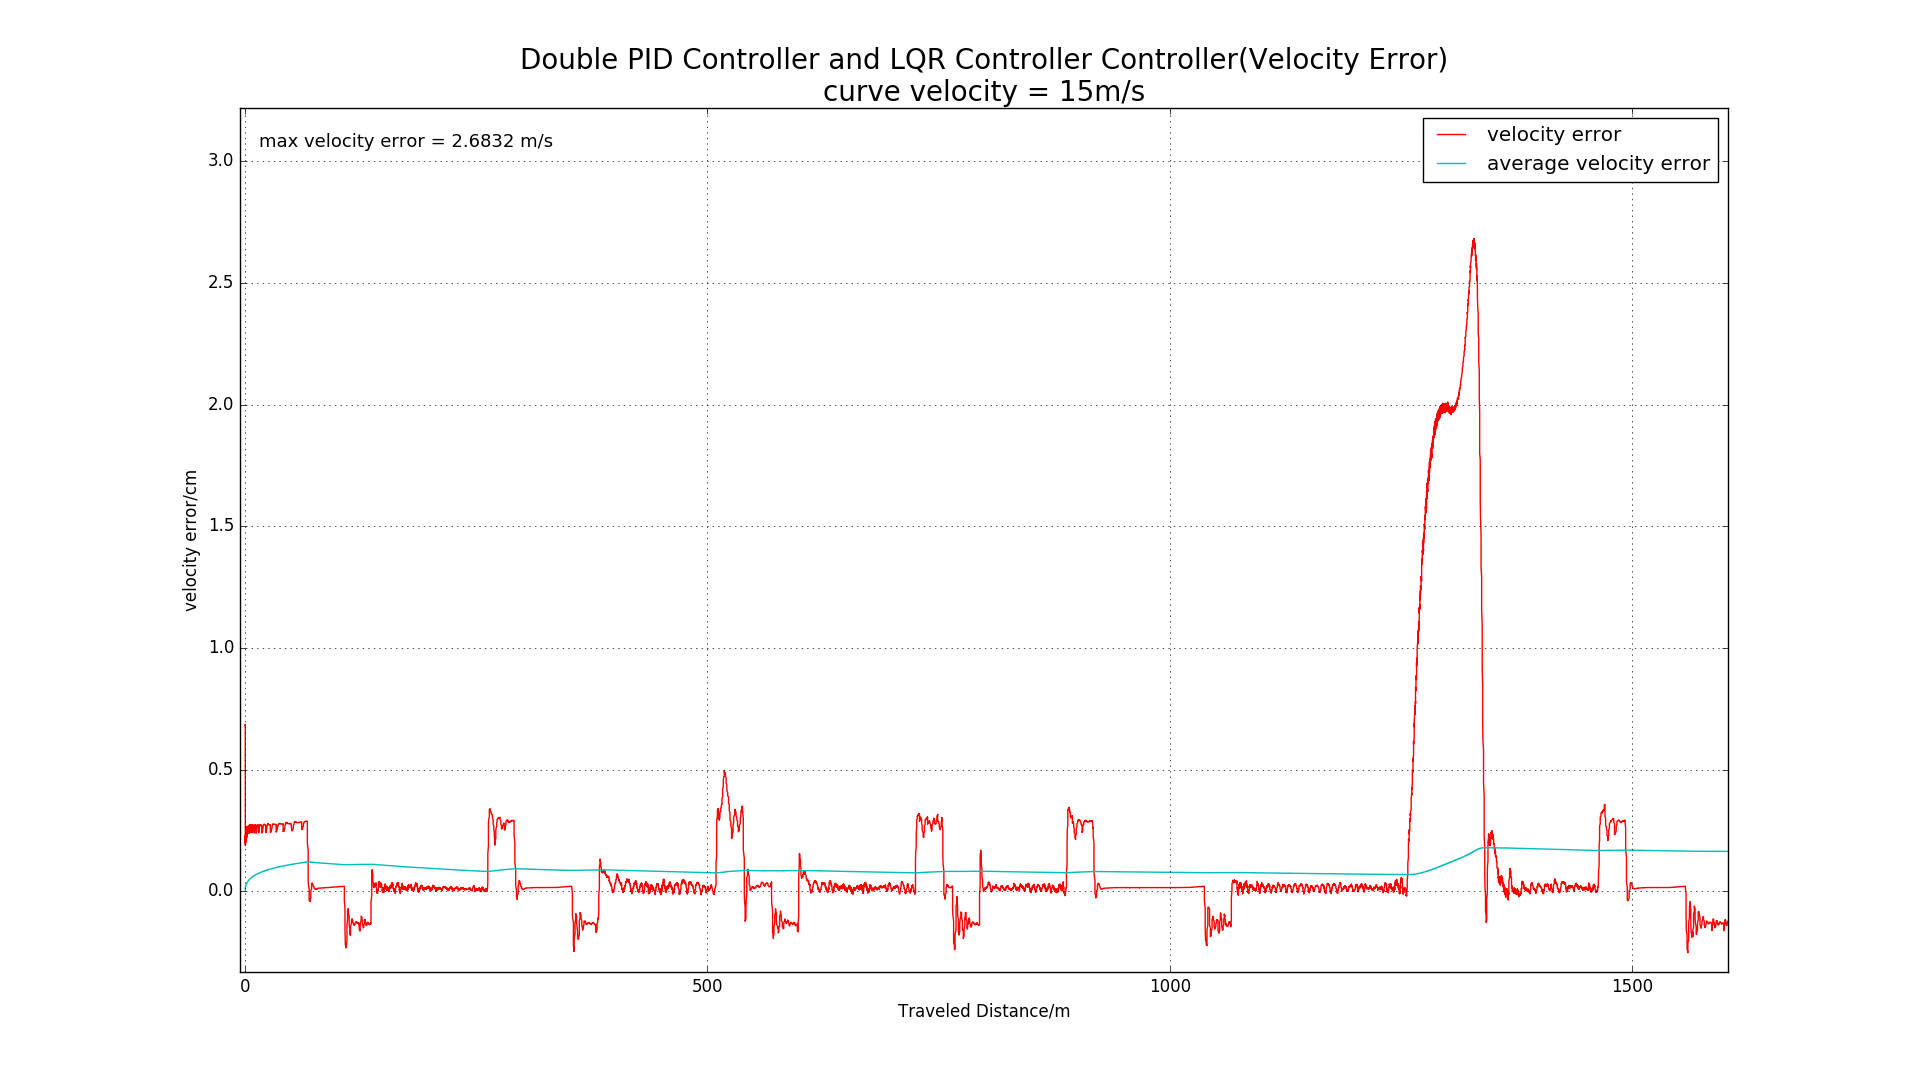 Double PID Controller and LQR Controller Controller(Velocity Error)
curve velocity = 15m/s
max velocity error = 2.6832 m/s
velocity error
average velocity error
3.0
2.5
2.0
1.5
1.0
0.5
0.0
velocity error/cm
0 500 1000 1500
Traveled Distance/m